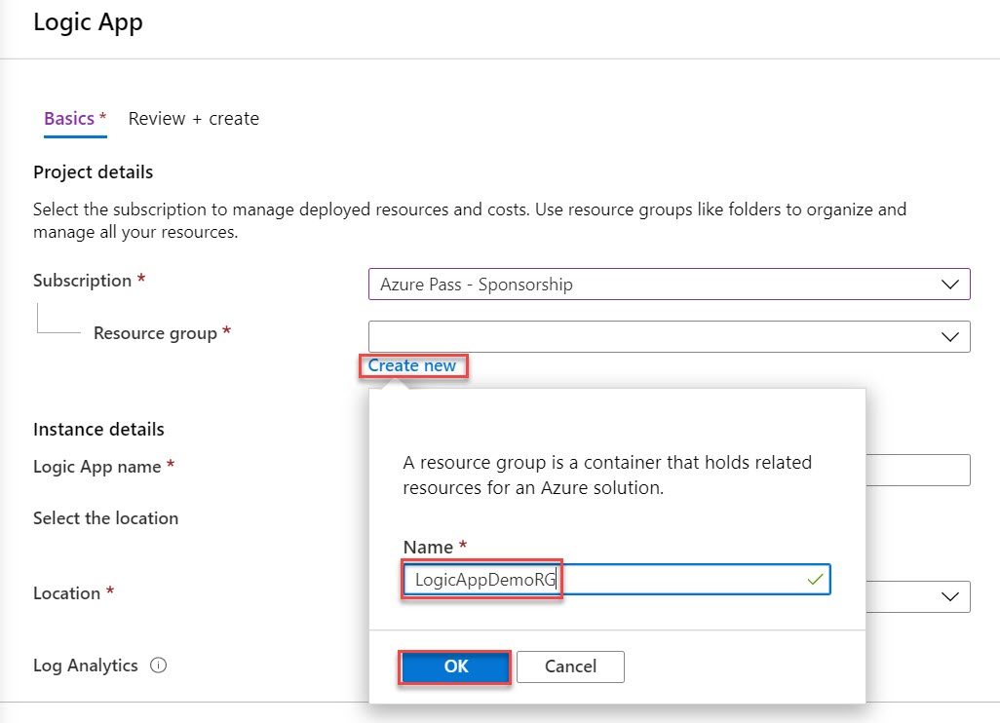 Logic App
Basics * Review + create
Project details
Select the subscription to manage deployed resources and costs. Use resource groups like folders to organize and
manage all your resources.
Subscription * Azure Pass - Sponsorship
Resource group *
Create new
Instance details
Logic App name *
Select the location
Location *
Log Analytics
A resource group is a container that holds related
resources for an Azure solution.
Name *
LogicAppDemoRG
OK Cancel